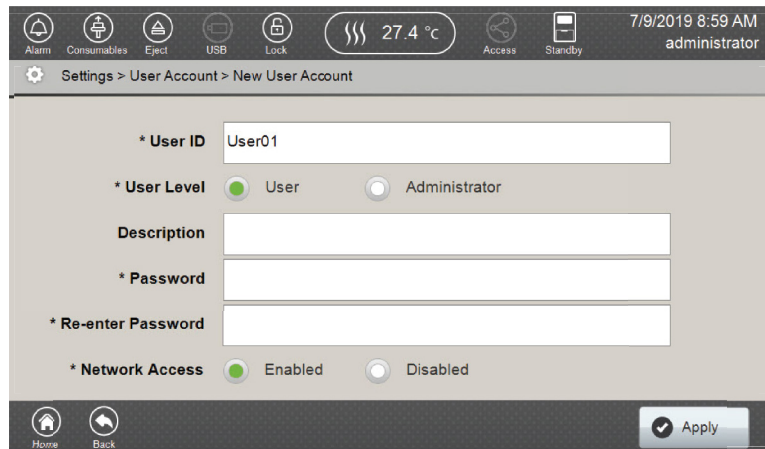 7/9/2019 8:59 AM
27.4 °c
administrator
Alarm Consumables Eject USB Lock Access Standby
Settings > User Account > New User Account
* User ID User01
* User Level User Administrator
Description
* Password
* Re-enter Password
* Network Access Enabled Disabled
Home Back Apply